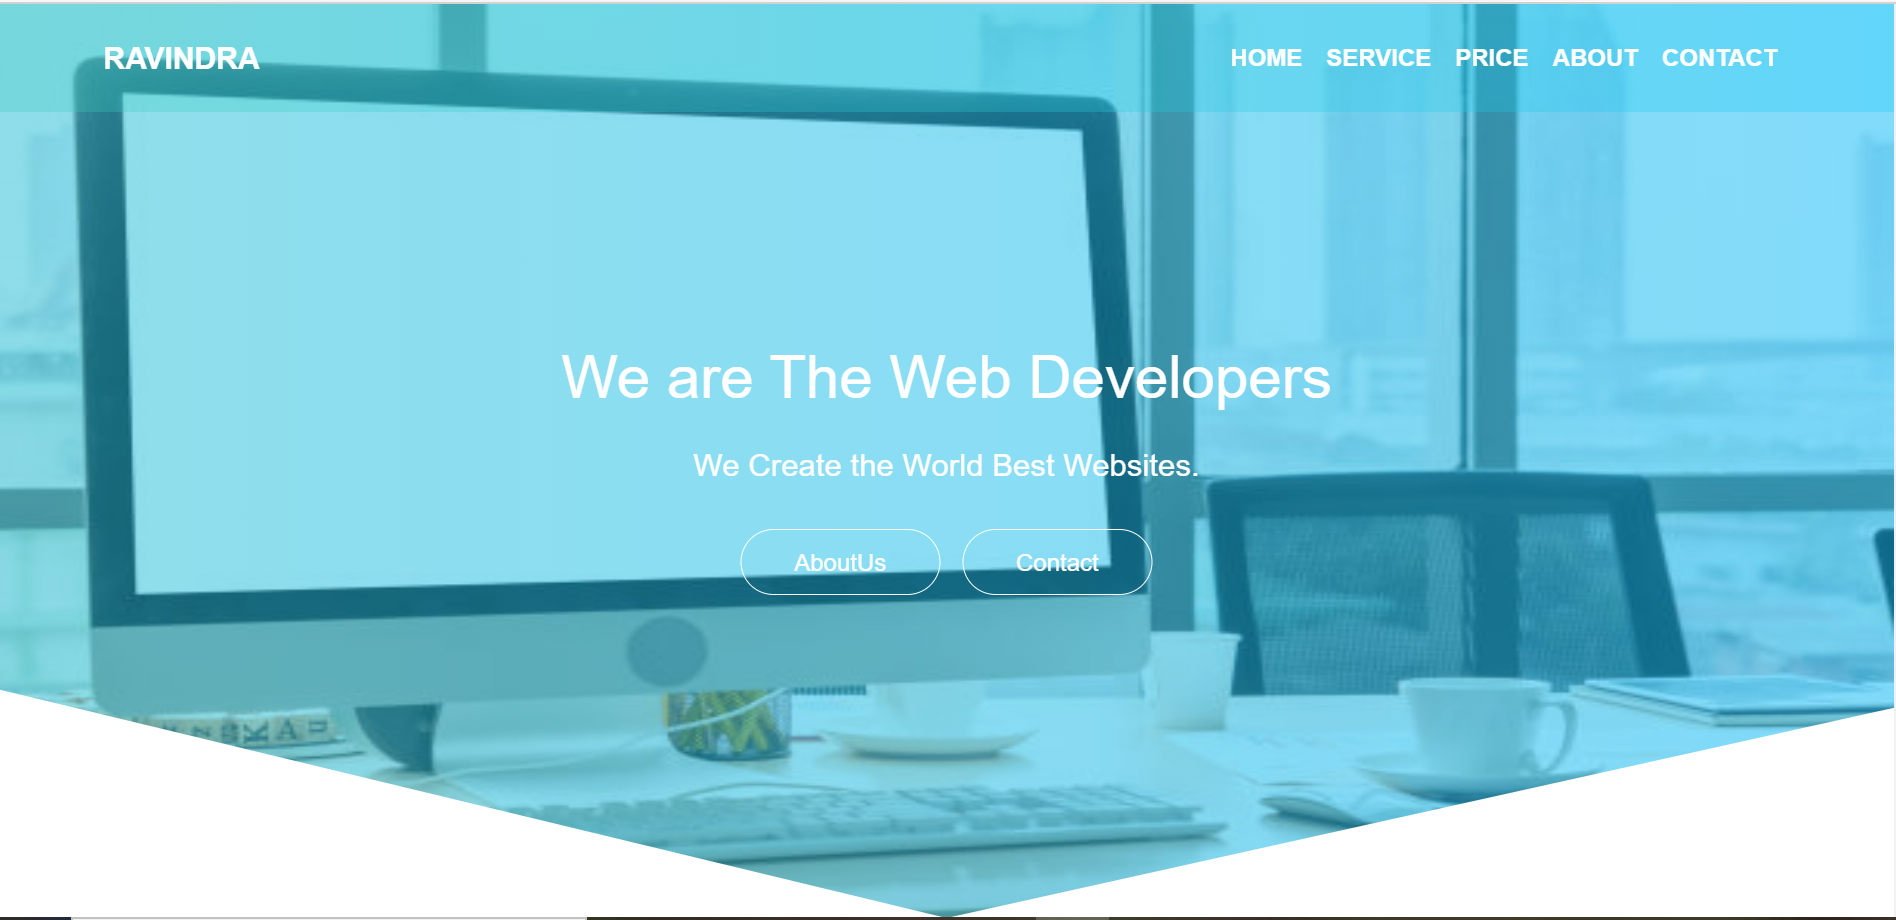 RAVINDRA
HOME SERVICE PRICE ABOUT CONTACT
We are The Web Developers
We Create the World Best Websites.
AboutUs Contact